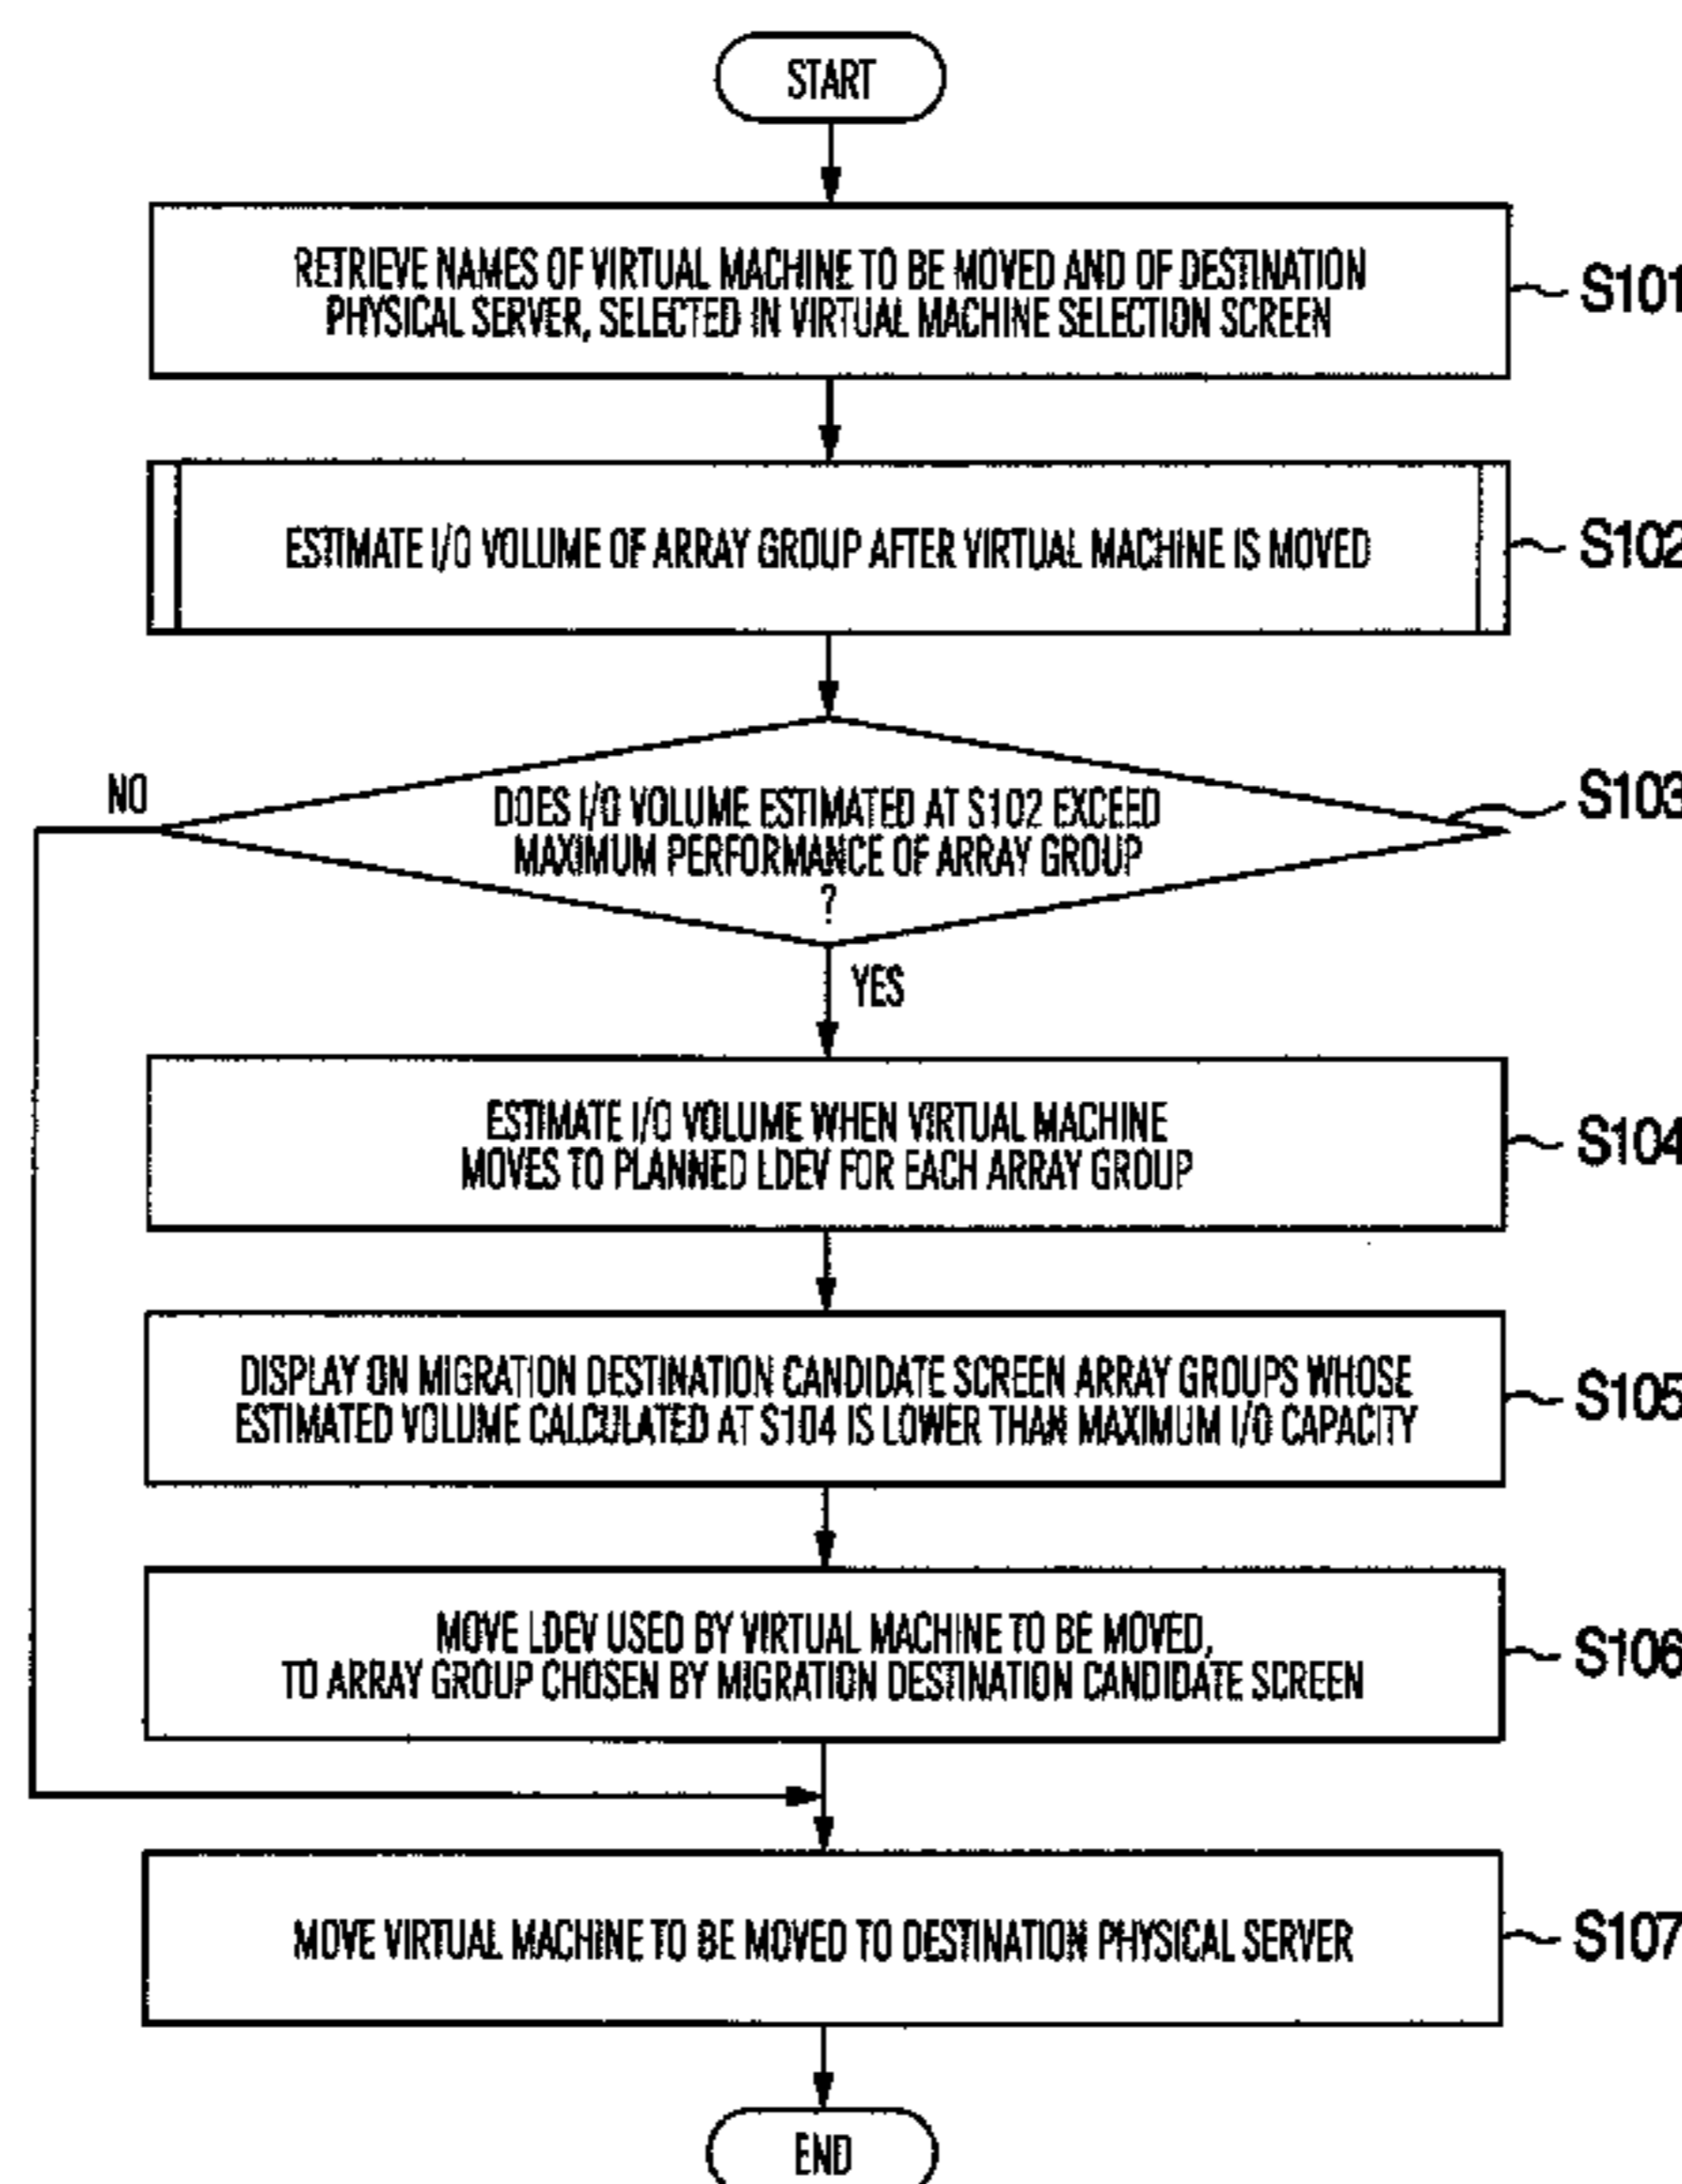 START
RETRIEVE NAMES OF VIRTUAL MACHINE TO BE MOVED AND OF DESTINATION
PHYSICAL SERVER, SELECTED IN VIRTUAL MACHINE SELECTION SCREEN
S101
ESTIMATE I/O VOLUME OF ARRAY GROUP AFTER VIRTUAL MACHINE IS MOVED
S102
NO
DOES I/O VOLUME ESTIMATED AT S102 EXCEED
MAXIMUM PERFORMANCE OF ARRAY GROUP
?
S103
YES
ESTIMATE I/O VOLUME WHEN VIRTUAL MACHINE
MOVES TO PLANNED LDEV FOR EACH ARRAY GROUP
S104
DISPLAY ON MIGRATION DESTINATION CANDIDATE SCREEN ARRAY GROUPS WHOSE
ESTIMATED VOLUME CALCULATED AT S104 IS LOWER THAN MAXIMUM I/O CAPACITY
S105
MOVE LDEV USED BY VIRTUAL MACHINE TO BE MOVED,
TO ARRAY GROUP CHOSEN BY MIGRATION DESTINATION CANDIDATE SCREEN
S106
MOVE VIRTUAL MACHINE TO BE MOVED TO DESTINATION PHYSICAL SERVER
S107
END